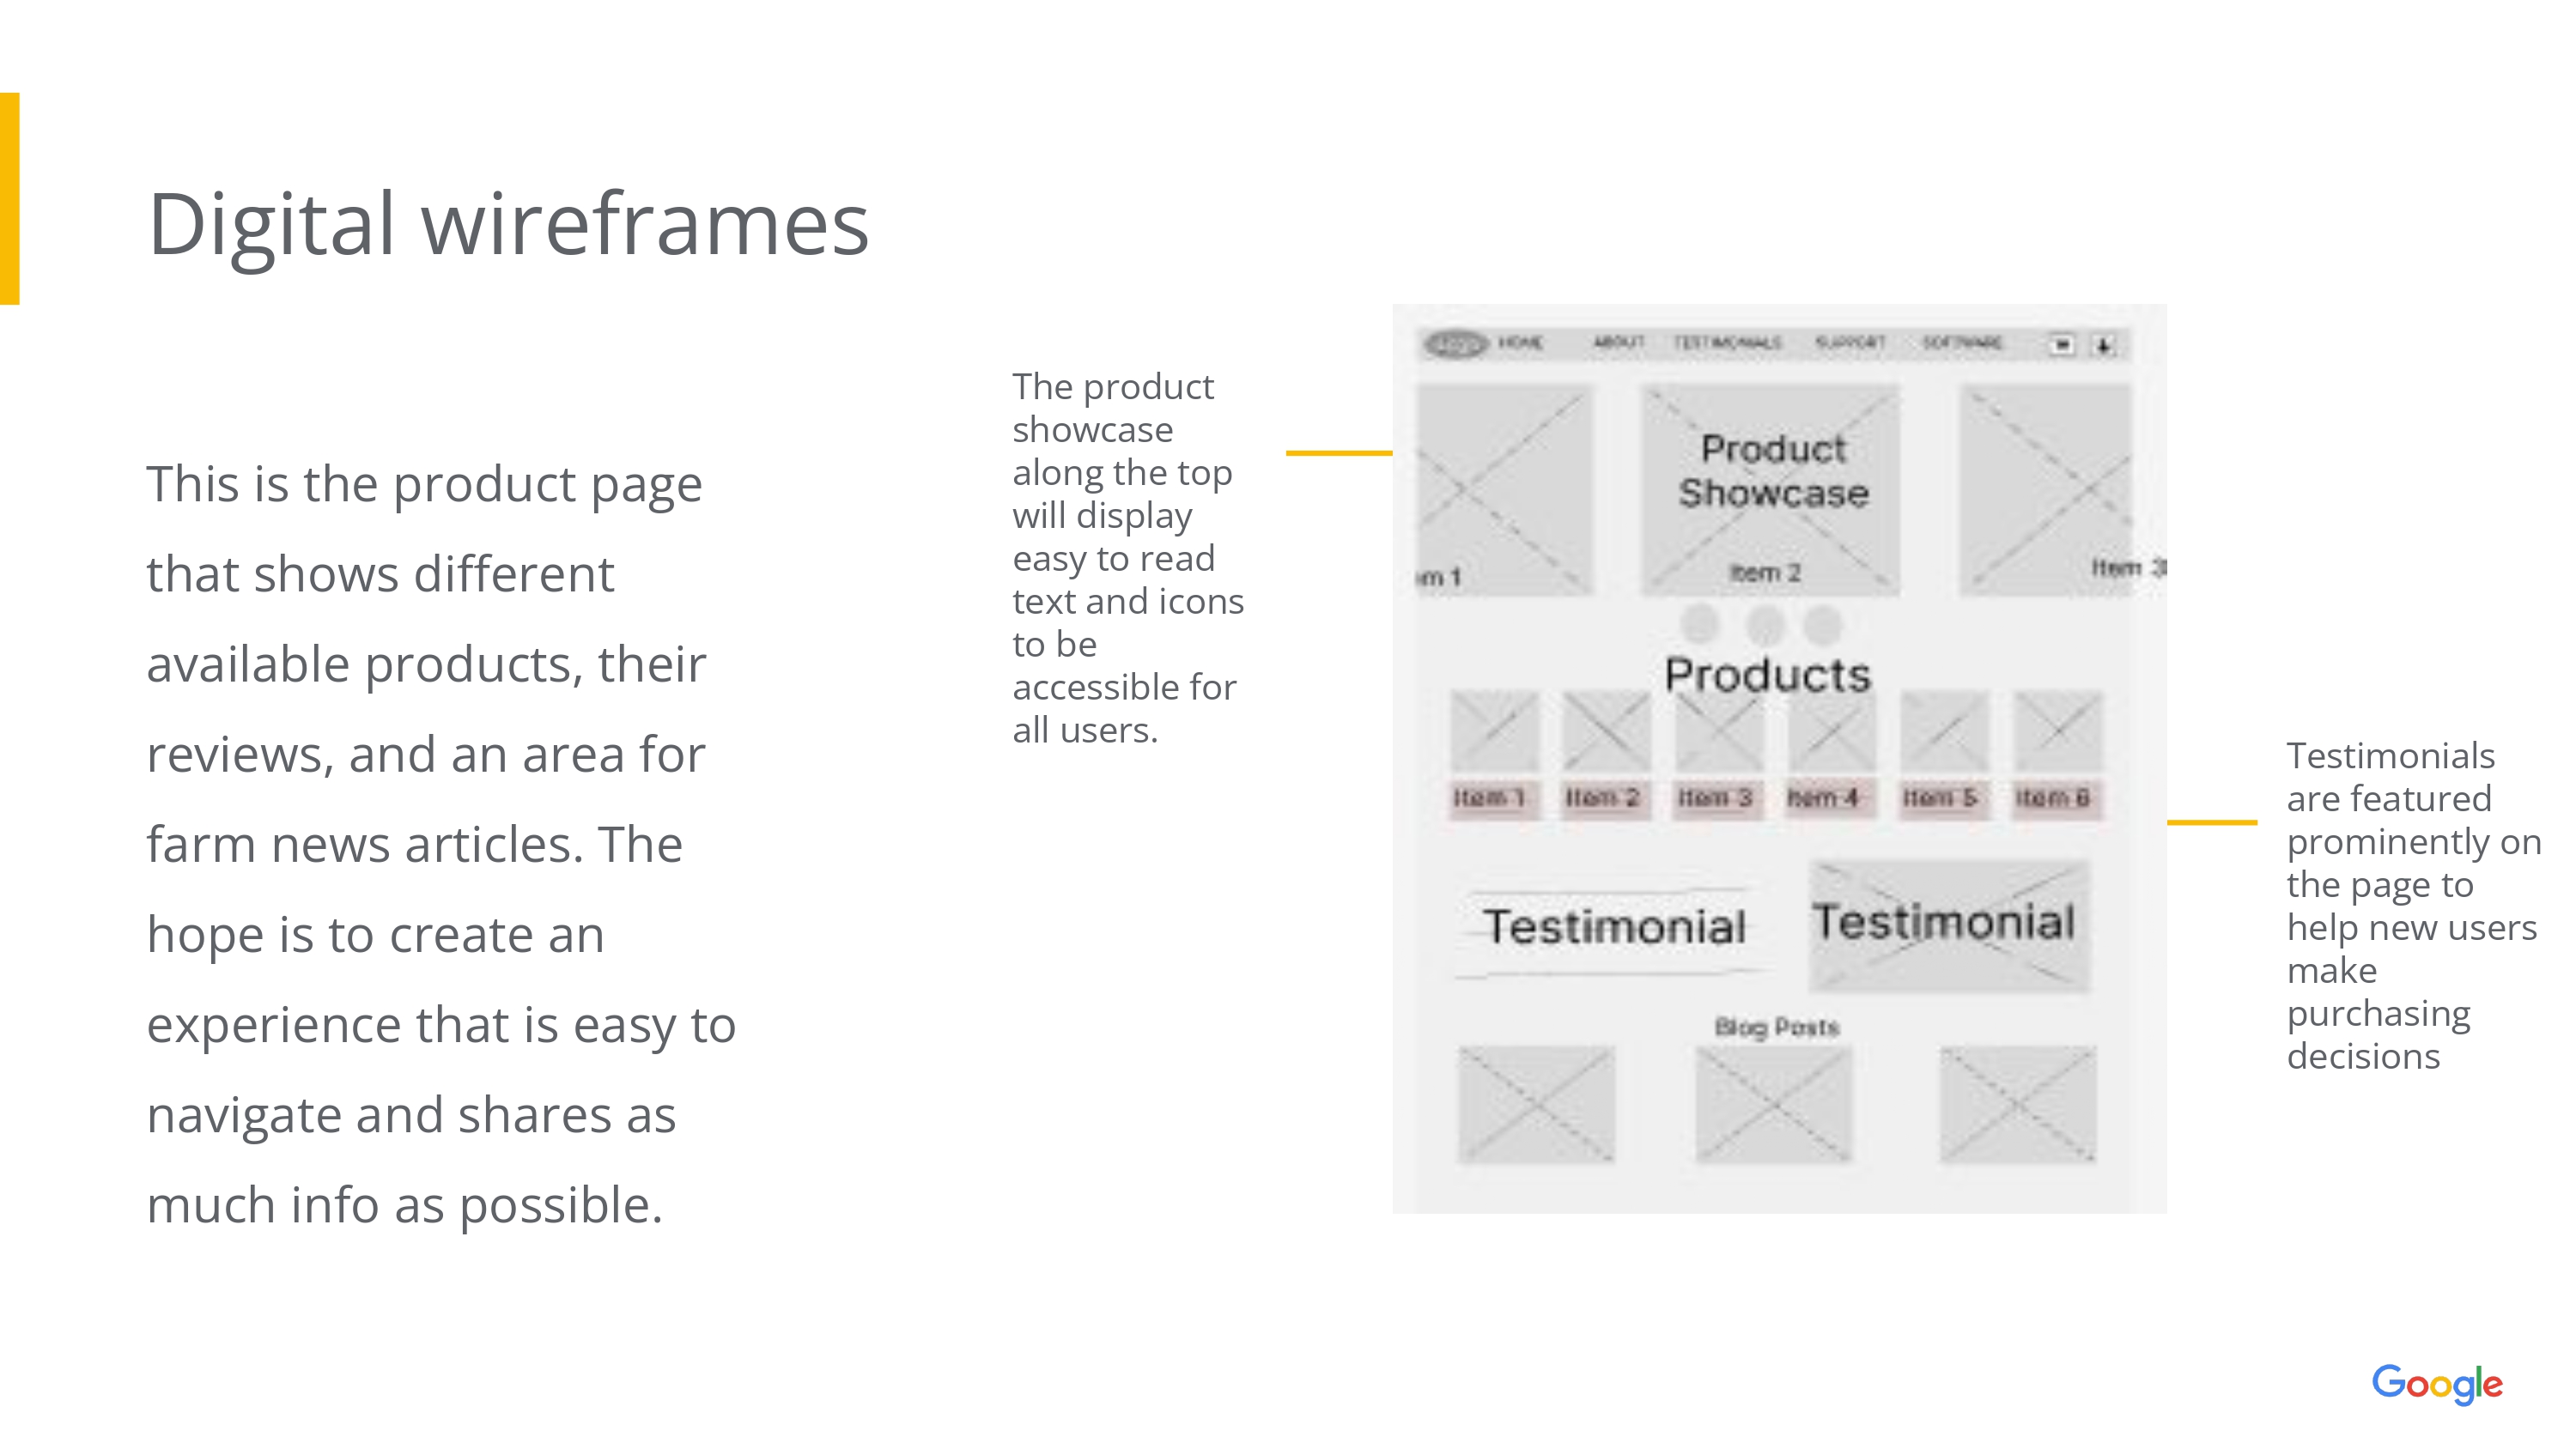 Digital wireframes
This is the product page
that shows different
available products, their
reviews, and an area for
farm news articles. The
hope is to create an
experience that is easy to
navigate and shares as
much info as possible.
The product
showcase
along the top
will display
easy to read
text and icons
to be
accessible for
all users.
HOME ABOUT TESTIMONIALS SUPPORT SOFTWARE
Product
Showcase
em 1 Item 2 Item 3
Products
Item 1 Item 2 Item 3 Item 4 Item 5 Item 6
Testimonial Testimonial
Blog Posts
Testimonials
are featured
prominently on
the page to
help new users
make
purchasing
decisions
Google